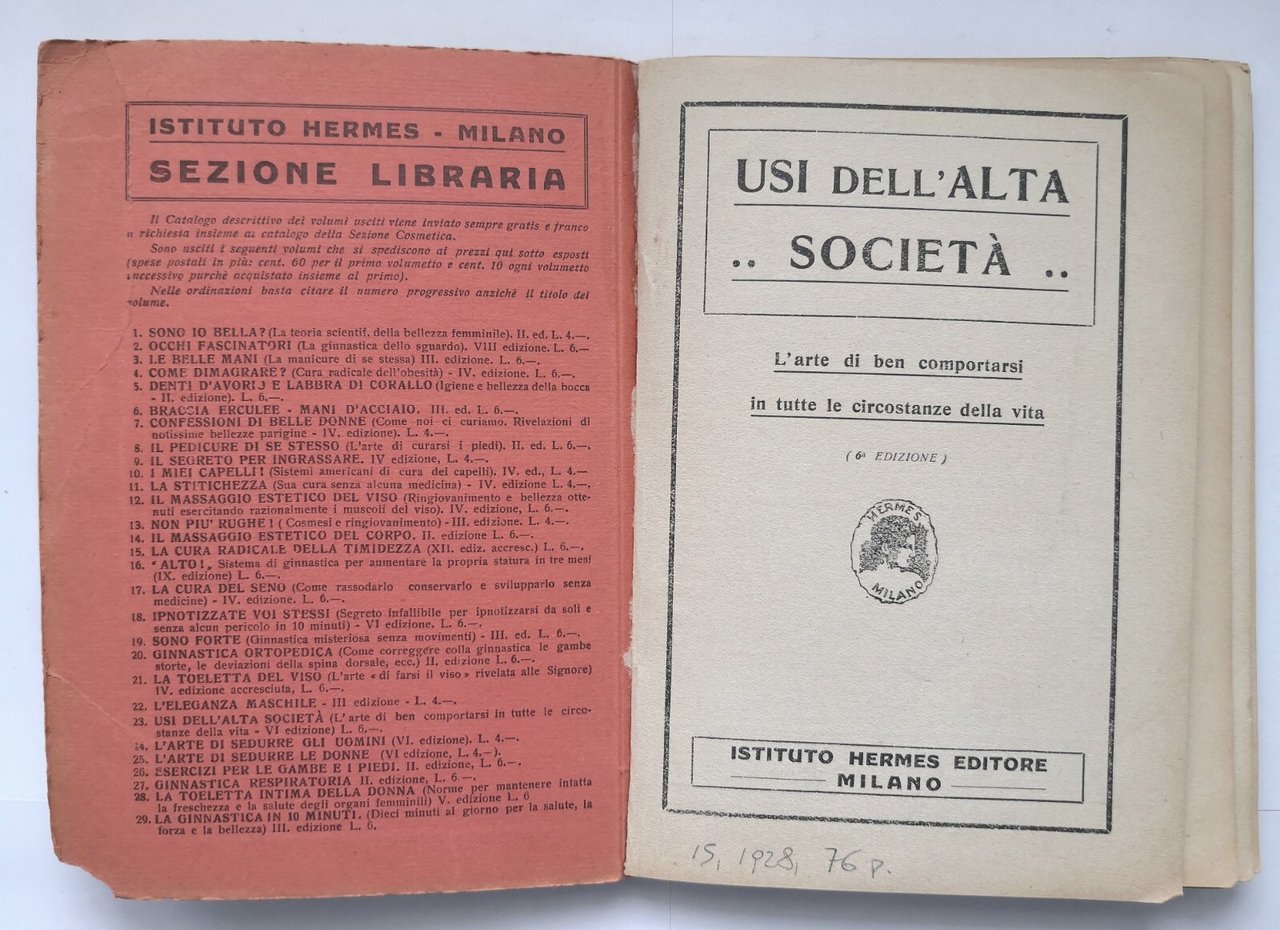 ISTITUTO HERMES - MILANO
SEZIONE LIBRARIA
Il Catalogo descrittivo dei volumi usciti viene inviato sempre gratis e franco
a richiesta insieme al catalogo della Sezione Cosmetica.
Sono usciti i seguenti volumi che si spediscono ai prezzi qui sotto esposti
(spese postali in più: cent. 60 per il primo volumetto e cent. 10 ogni volumetto
successivo purchè acquistato insieme al primo).
Nelle ordinazioni basta citare il numero progressivo anzichè il titolo del
volume.
1. SONO IO BELLA? (La teoria scientif. della bellezza femminile). II. ed. L. 4.—.
2. OCCHI FASCINATORI (La ginnastica dello sguardo). VIII edizione. L. 6.—.
3. LE BELLE MANI (La manicure di se stessa) III. edizione. L. 6.—.
4. COME DIMAGRARE? (Cura radicale dell'obesità) - IV. edizione. L. 6.—.
5. DENTI D'AVORIO E LABBRA DI CORALLO (Igiene e bellezza della bocca
- II. edizione). L. 6.—.
6. BRACCIA ERCULEE - MANI D'ACCIAIO. III. ed. L. 6.—.
7. CONFESSIONI DI BELLE DONNE (Come noi ci curiamo. Rivelazioni di
notissime bellezze parigine - IV. edizione). L. 4.—.
8. IL PEDICURE DI SE STESSO (L'arte di curarsi i piedi). II. ed. L. 6.—.
9. IL SEGRETO PER INGRASSARE. IV edizione, L. 4.—.
10. I MIEI CAPELLI! (Sistemi americani di cura dei capelli). IV. ed., L. 4.—
11. LA STITICHEZZA (Sua cura senza alcuna medicina) - IV. edizione L. 4.—.
12. IL MASSAGGIO ESTETICO DEL VISO (Ringiovanimento e bellezza otte-
nuti esercitando razionalmente i muscoli del viso). IV. edizione, L. 6.—.
13. NON PIU' RUGHE! (Cosmesi e ringiovanimento) - III. edizione. L. 4.—.
14. IL MASSAGGIO ESTETICO DEL CORPO. II. edizione L. 6.—.
15. LA CURA RADICALE DELLA TIMIDEZZA (XII. ediz. accresc.) L. 6.—.
16. "ALTO!„ Sistema di ginnastica per aumentare la propria statura in tre mesi
(IX. edizione) L. 6.—.
17. LA CURA DEL SENO (Come rassodarlo conservarlo e svilupparlo senza
medicine) - IV. edizione. L. 6.—.
18. IPNOTIZZATE VOI STESSI (Segreto infallibile per ipnotizzarsi da soli e
senza alcun pericolo in 10 minuti) - VI edizione. L. 6.—.
19. SONO FORTE (Ginnastica misteriosa senza movimenti) - III. ed. L. 6.—.
20. GINNASTICA ORTOPEDICA (Come correggere colla ginnastica le gambe
storte, le deviazioni della spina dorsale, ecc.) II. edizione L. 6.—.
21. LA TOELETTA DEL VISO (L'arte « di farsi il viso » rivelata alle Signore)
IV. edizione accresciuta, L. 6.—.
22. L'ELEGANZA MASCHILE - III edizione - L. 4.—.
23. USI DELL'ALTA SOCIETÀ (L'arte di ben comportarsi in tutte le circo-
stanze della vita - VI edizione) L. 6.—.
24. L'ARTE DI SEDURRE GLI UOMINI (VI. edizione). L. 4.—.
25. L'ARTE DI SEDURRE LE DONNE (VI edizione, L. 4.—).
26. ESERCIZI PER LE GAMBE E I PIEDI. II. edizione, L. 6.—.
27. GINNASTICA RESPIRATORIA II. edizione, L. 6 —.
28. LA TOELETTA INTIMA DELLA DONNA (Norme per mantenere intatta
la freschezza e la salute degli organi femminili) V. edizione L. 6
29. LA GINNASTICA IN 10 MINUTI. (Dieci minuti al giorno per la salute, la
forza e la bellezza) III. edizione L. 6.
USI DELL'ALTA
.. SOCIETÀ ..
L'arte di ben comportarsi
in tutte le circostanze della vita
(6ª EDIZIONE)
HERMES
MILANO
ISTITUTO HERMES EDITORE
MILANO
15, 1928, 76 p.